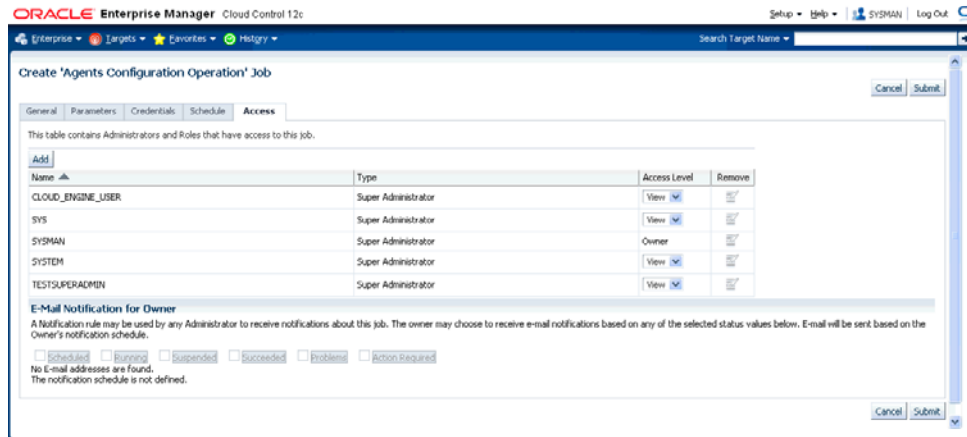 ORACLE Enterprise Manager Cloud Control 12c
Setup Help SYSMAN Log Out
Enterprise Targets Favorites History Search Target Name
Create 'Agents Configuration Operation' Job
Cancel Submit
General Parameters Credentials Schedule Access
This table contains Administrators and Roles that have access to this job.
Add
Name Type Access Level Remove
CLOUD_ENGINE_USER Super Administrator View
SYS Super Administrator View
SYSMAN Super Administrator Owner
SYSTEM Super Administrator View
TESTSUPERADMIN Super Administrator View
E-Mail Notification for Owner
A Notification rule may be used by any Administrator to receive notifications about this job. The owner may choose to receive e-mail notifications based on any of the selected status values below. E-mail will be sent based on the
Owner's notification schedule.
Scheduled Running Suspended Succeeded Problems Action Required
No E-mail addresses are found.
The notification schedule is not defined.
Cancel Submit